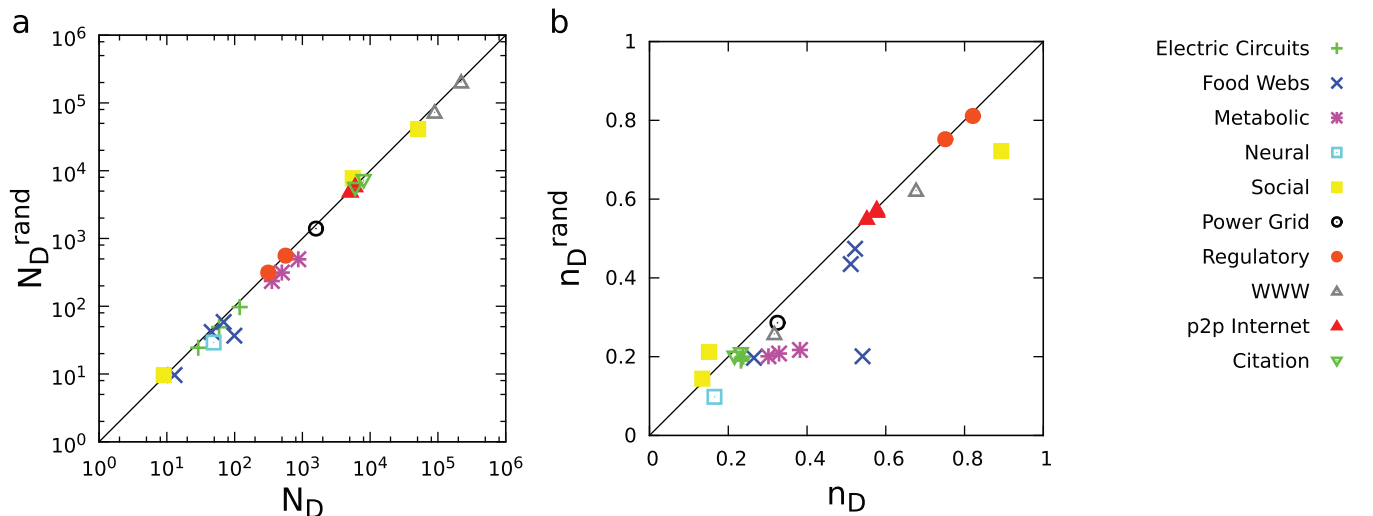 a
10^6
10^5
10^4
10^3
10^2
10^1
10^0
N_D^rand
10^0 10^1 10^2 10^3 10^4 10^5 10^6
N_D
b
1
0.8
0.6
0.4
0.2
0
n_D^rand
0 0.2 0.4 0.6 0.8 1
n_D
Electric Circuits
Food Webs
Metabolic
Neural
Social
Power Grid
Regulatory
WWW
p2p Internet
Citation